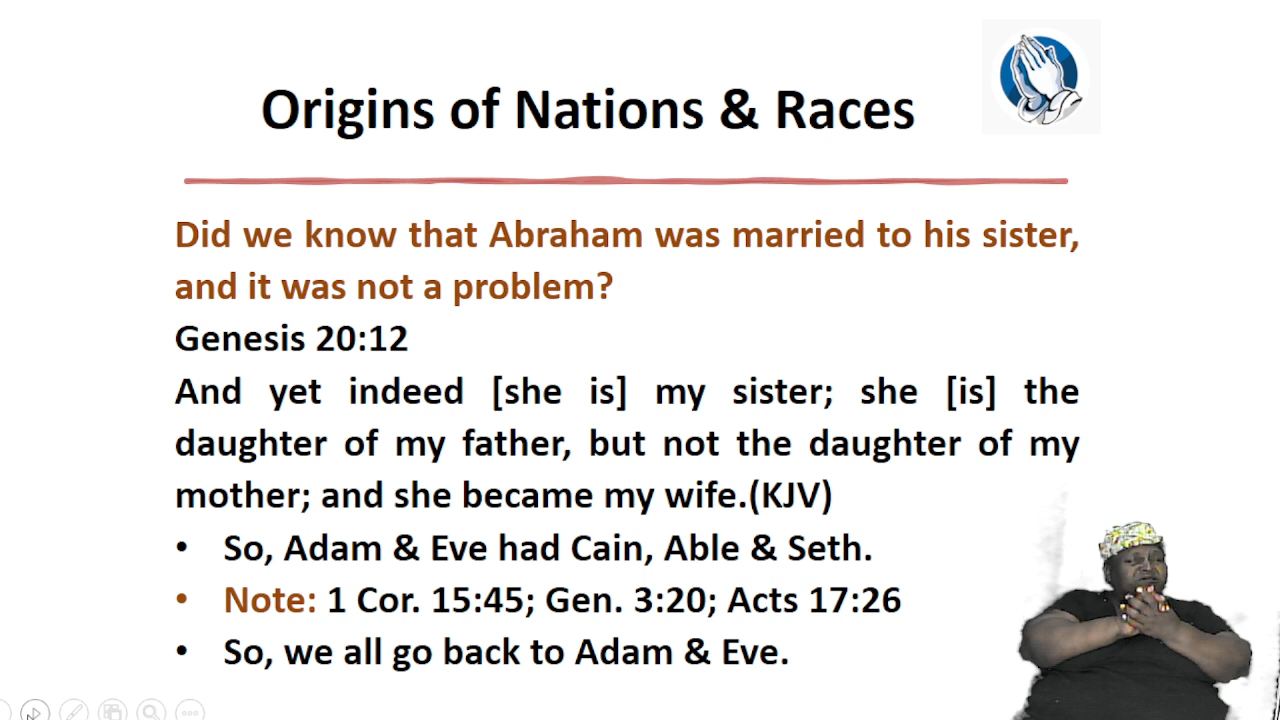 Origins of Nations & Races
Did we know that Abraham was married to his sister,
and it was not a problem?
Genesis 20:12
And yet indeed [she is] my sister; she [is] the
daughter of my father, but not the daughter of my
mother; and she became my wife.(KJV)
• So, Adam & Eve had Cain, Able & Seth.
• Note: 1 Cor. 15:45; Gen. 3:20; Acts 17:26
• So, we all go back to Adam & Eve.